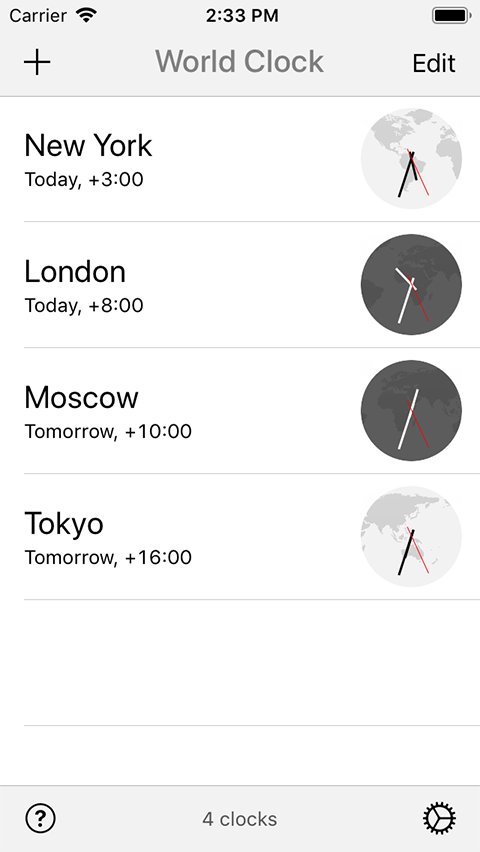 Carrier 2:33 PM
World Clock Edit
New York
Today, +3:00
London
Today, +8:00
Moscow
Tomorrow, +10:00
Tokyo
Tomorrow, +16:00
? 4 clocks